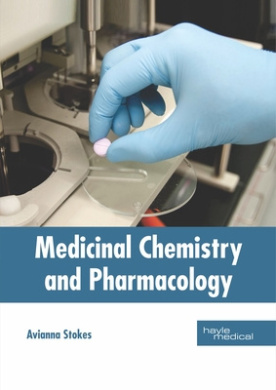 Medicinal Chemistry
and Pharmacology
Avianna Stokes
hayle
medical